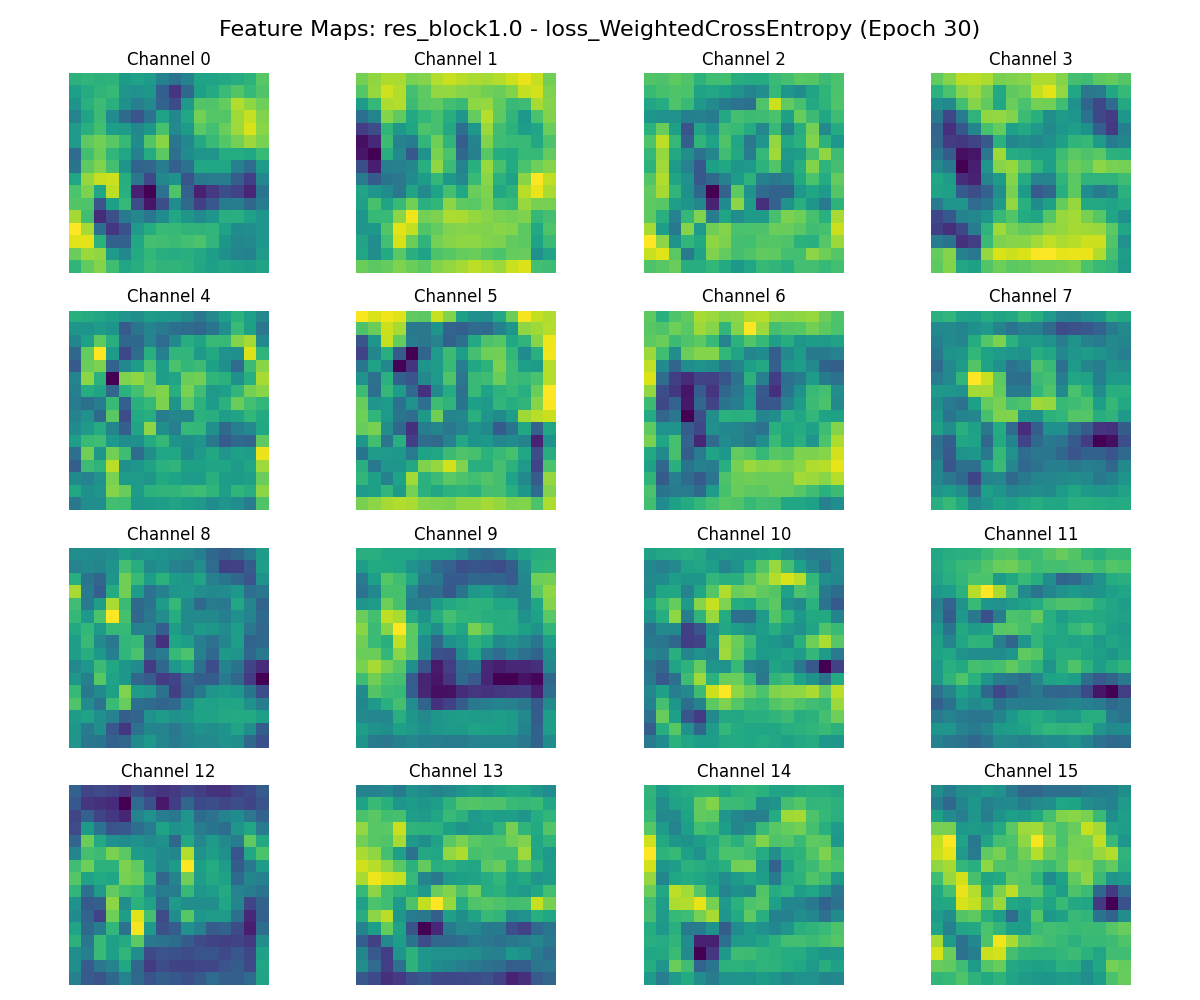 Feature Maps: res_block1.0 - loss_WeightedCrossEntropy (Epoch 30)
Channel 0
Channel 1
Channel 2
Channel 3
Channel 4
Channel 5
Channel 6
Channel 7
Channel 8
Channel 9
Channel 10
Channel 11
Channel 12
Channel 13
Channel 14
Channel 15